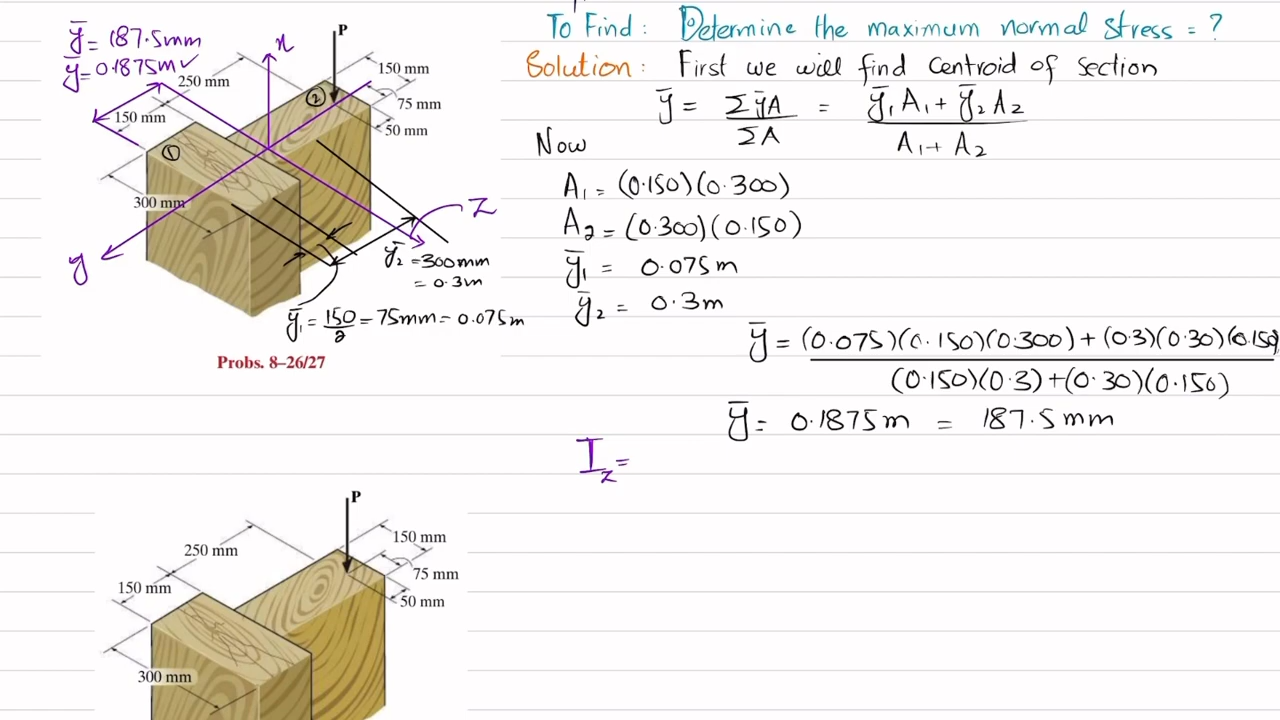 To Find : Determine the maximum normal stress = ?
Solution : First we will find Centroid of section
ȳ = ΣỹA / ΣA = ȳ₁A₁ + ȳ₂A₂ / A₁ + A₂
Now
A₁ = (0.150)(0.300)
A₂ = (0.300)(0.150)
ȳ₁ = 0.075m
ȳ₂ = 0.3m
ȳ = (0.075)(0.150)(0.300) + (0.3)(0.30)(0.150
(0.150)(0.3) + (0.30)(0.150)
ȳ = 0.1875m = 187.5mm
I_z =
ȳ = 187.5mm
ȳ = 0.1875m
x
P
250 mm
150 mm
2
75 mm
150 mm
50 mm
1
300 mm
z
y
ȳ₂ = 300mm
= 0.3m
ȳ₁ = 150/2 = 75mm = 0.075m
Probs. 8–26/27
P
250 mm
150 mm
75 mm
150 mm
50 mm
300 mm